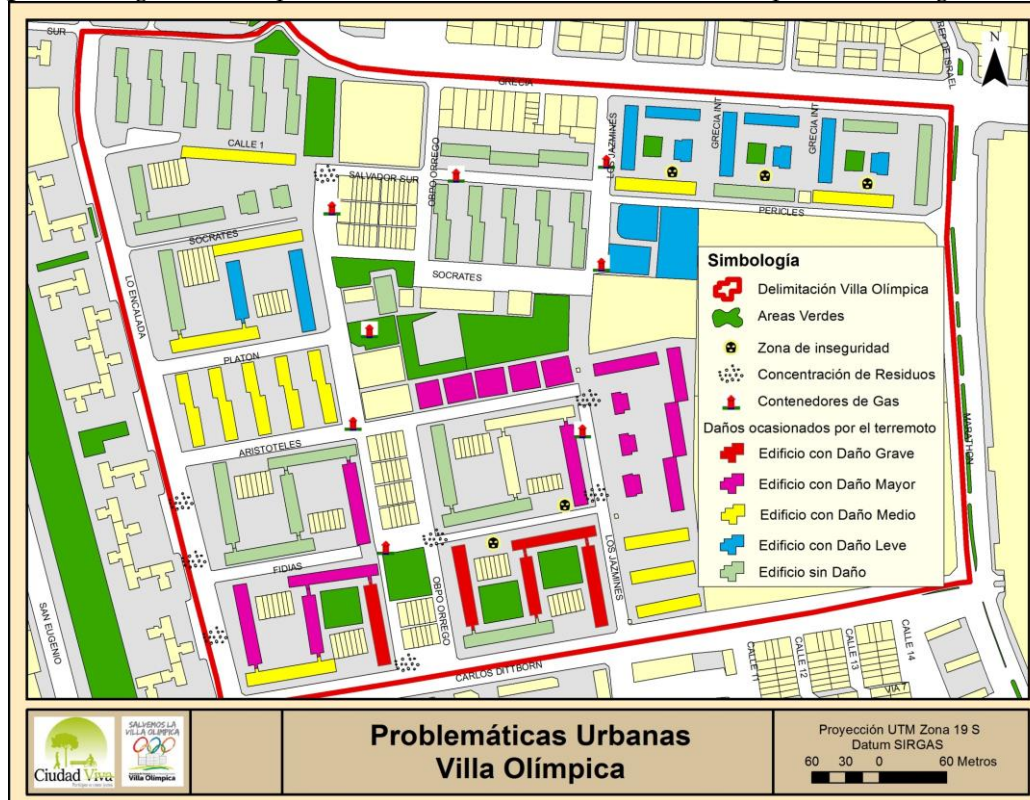 SUR
GRECIA
REP DE ISRAEL
N
CALLE 1
SALVADOR SUR
OBPO ORREGO
LOS JAZMINES
GRECIA INT
GRECIA INT
PERICLES
SOCRATES
SOCRATES
LO ENCALADA
PLATON
ARISTOTELES
FIDIAS
OBPO ORREGO
LOS JAZMINES
MARATHON
SAN EUGENIO
CARLOS DITTBORN
CALLE 11
CALLE 12
CALLE 13
CALLE 14
VIA 7
Simbología
Delimitación Villa Olímpica
Areas Verdes
Zona de inseguridad
Concentración de Residuos
Contenedores de Gas
Daños ocasionados por el terremoto
Edificio con Daño Grave
Edificio con Daño Mayor
Edificio con Daño Medio
Edificio con Daño Leve
Edificio sin Daño
Ciudad Viva
SALVEMOS LA
VILLA OLIMPICA
Villa Olímpica
Problemáticas Urbanas
Villa Olímpica
Proyección UTM Zona 19 S
Datum SIRGAS
60 30 0 60 Metros